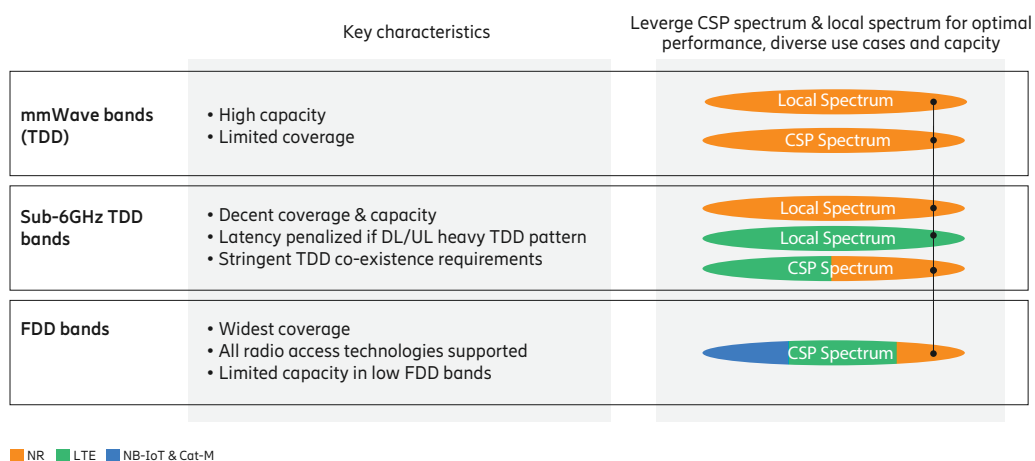 Key characteristics
Leverge CSP spectrum & local spectrum for optimal
performance, diverse use cases and capcity
mmWave bands
(TDD)
• High capacity
• Limited coverage
Local Spectrum
CSP Spectrum
Sub-6GHz TDD
bands
• Decent coverage & capacity
• Latency penalized if DL/UL heavy TDD pattern
• Stringent TDD co-existence requirements
Local Spectrum
Local Spectrum
CSP Spectrum
FDD bands
• Widest coverage
• All radio access technologies supported
• Limited capacity in low FDD bands
CSP Spectrum
NR LTE NB-IoT & Cat-M